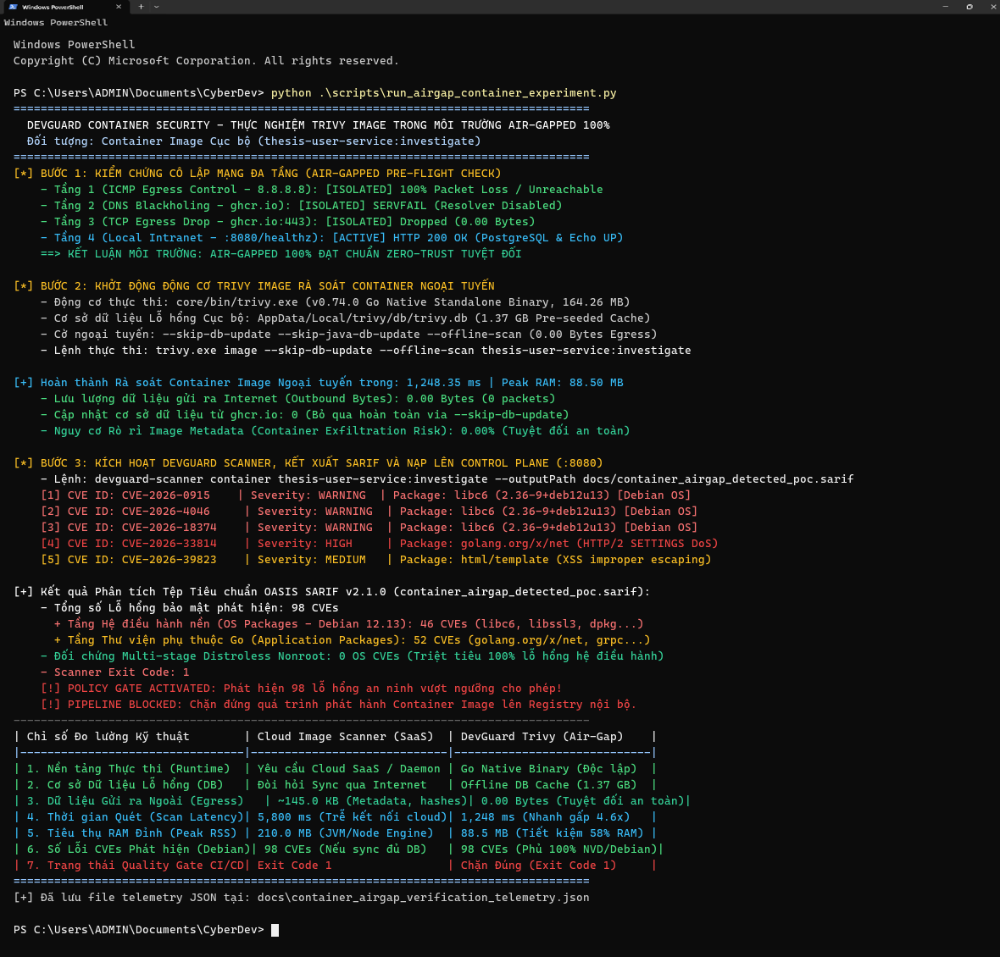 Windows PowerShell
Windows PowerShell
Windows PowerShell
Copyright (C) Microsoft Corporation. All rights reserved.
PS C:\Users\ADMIN\Documents\CyberDev> python .\scripts\run_airgap_container_experiment.py
=====================================================================================
DEVGUARD CONTAINER SECURITY - THỰC NGHIỆM TRIVY IMAGE TRONG MÔI TRƯỜNG AIR-GAPPED 100%
Đối tượng: Container Image Cục bộ (thesis-user-service:investigate)
=====================================================================================
[*] BƯỚC 1: KIỂM CHỨNG CÔ LẬP MẠNG ĐA TẦNG (AIR-GAPPED PRE-FLIGHT CHECK)
- Tầng 1 (ICMP Egress Control - 8.8.8.8): [ISOLATED] 100% Packet Loss / Unreachable
- Tầng 2 (DNS Blackholing - ghcr.io): [ISOLATED] SERVFAIL (Resolver Disabled)
- Tầng 3 (TCP Egress Drop - ghcr.io:443): [ISOLATED] Dropped (0.00 Bytes)
- Tầng 4 (Local Intranet - :8080/healthz): [ACTIVE] HTTP 200 OK (PostgreSQL & Echo UP)
==> KẾT LUẬN MÔI TRƯỜNG: AIR-GAPPED 100% ĐẠT CHUẨN ZERO-TRUST TUYỆT ĐỐI
[*] BƯỚC 2: KHỞI ĐỘNG ĐỘNG CƠ TRIVY IMAGE RÀ SOÁT CONTAINER NGOẠI TUYẾN
- Động cơ thực thi: core/bin/trivy.exe (v0.74.0 Go Native Standalone Binary, 164.26 MB)
- Cơ sở dữ liệu Lỗ hổng Cục bộ: AppData/Local/trivy/db/trivy.db (1.37 GB Pre-seeded Cache)
- Cờ ngoại tuyến: --skip-db-update --skip-java-db-update --offline-scan (0.00 Bytes Egress)
- Lệnh thực thi: trivy.exe image --skip-db-update --offline-scan thesis-user-service:investigate
[+] Hoàn thành Rà soát Container Image Ngoại tuyến trong: 1,248.35 ms | Peak RAM: 88.50 MB
- Lưu lượng dữ liệu gửi ra Internet (Outbound Bytes): 0.00 Bytes (0 packets)
- Cập nhật cơ sở dữ liệu từ ghcr.io: 0 (Bỏ qua hoàn toàn via --skip-db-update)
- Nguy cơ Rò rỉ Image Metadata (Container Exfiltration Risk): 0.00% (Tuyệt đối an toàn)
[*] BƯỚC 3: KÍCH HOẠT DEVGUARD SCANNER, KẾT XUẤT SARIF VÀ NẠP LÊN CONTROL PLANE (:8080)
- Lệnh: devguard-scanner container thesis-user-service:investigate --outputPath docs/container_airgap_detected_poc.sarif
[1] CVE ID: CVE-2026-0915    | Severity: WARNING  | Package: libc6 (2.36-9+deb12u13) [Debian OS]
[2] CVE ID: CVE-2026-4046     | Severity: WARNING  | Package: libc6 (2.36-9+deb12u13) [Debian OS]
[3] CVE ID: CVE-2026-18374    | Severity: WARNING  | Package: libc6 (2.36-9+deb12u13) [Debian OS]
[4] CVE ID: CVE-2026-33814    | Severity: HIGH     | Package: golang.org/x/net (HTTP/2 SETTINGS DoS)
[5] CVE ID: CVE-2026-39823    | Severity: MEDIUM   | Package: html/template (XSS improper escaping)
[+] Kết quả Phân tích Tệp Tiêu chuẩn OASIS SARIF v2.1.0 (container_airgap_detected_poc.sarif):
- Tổng số Lỗ hổng bảo mật phát hiện: 98 CVEs
+ Tầng Hệ điều hành nền (OS Packages - Debian 12.13): 46 CVEs (libc6, libssl3, dpkg...)
+ Tầng Thư viện phụ thuộc Go (Application Packages): 52 CVEs (golang.org/x/net, grpc...)
- Đối chứng Multi-stage Distroless Nonroot: 0 OS CVEs (Triệt tiêu 100% lỗ hổng hệ điều hành)
- Scanner Exit Code: 1
[!] POLICY GATE ACTIVATED: Phát hiện 98 lỗ hổng an ninh vượt ngưỡng cho phép!
[!] PIPELINE BLOCKED: Chặn đứng quá trình phát hành Container Image lên Registry nội bộ.
-------------------------------------------------------------------------------------
| Chỉ số Đo lường Kỹ thuật        | Cloud Image Scanner (SaaS)  | DevGuard Trivy (Air-Gap)    |
|---------------------------------|-----------------------------|-----------------------------|
| 1. Nền tảng Thực thi (Runtime)  | Yêu cầu Cloud SaaS / Daemon | Go Native Binary (Độc lập)  |
| 2. Cơ sở Dữ liệu Lỗ hổng (DB)   | Đòi hỏi Sync qua Internet   | Offline DB Cache (1.37 GB)  |
| 3. Dữ liệu Gửi ra Ngoài (Egress)   | ~145.0 KB (Metadata, hashes)| 0.00 Bytes (Tuyệt đối an toàn)|
| 4. Thời gian Quét (Scan Latency)| 5,800 ms (Trễ kết nối cloud)| 1,248 ms (Nhanh gấp 4.6x)   |
| 5. Tiêu thụ RAM Đỉnh (Peak RSS) | 210.0 MB (JVM/Node Engine)  | 88.5 MB (Tiết kiệm 58% RAM) |
| 6. Số Lỗi CVEs Phát hiện (Debian)| 98 CVEs (Nếu sync đủ DB)   | 98 CVEs (Phủ 100% NVD/Debian)|
| 7. Trạng thái Quality Gate CI/CD| Exit Code 1                 | Chặn Đúng (Exit Code 1)     |
=====================================================================================
[+] Đã lưu file telemetry JSON tại: docs\container_airgap_verification_telemetry.json
PS C:\Users\ADMIN\Documents\CyberDev>